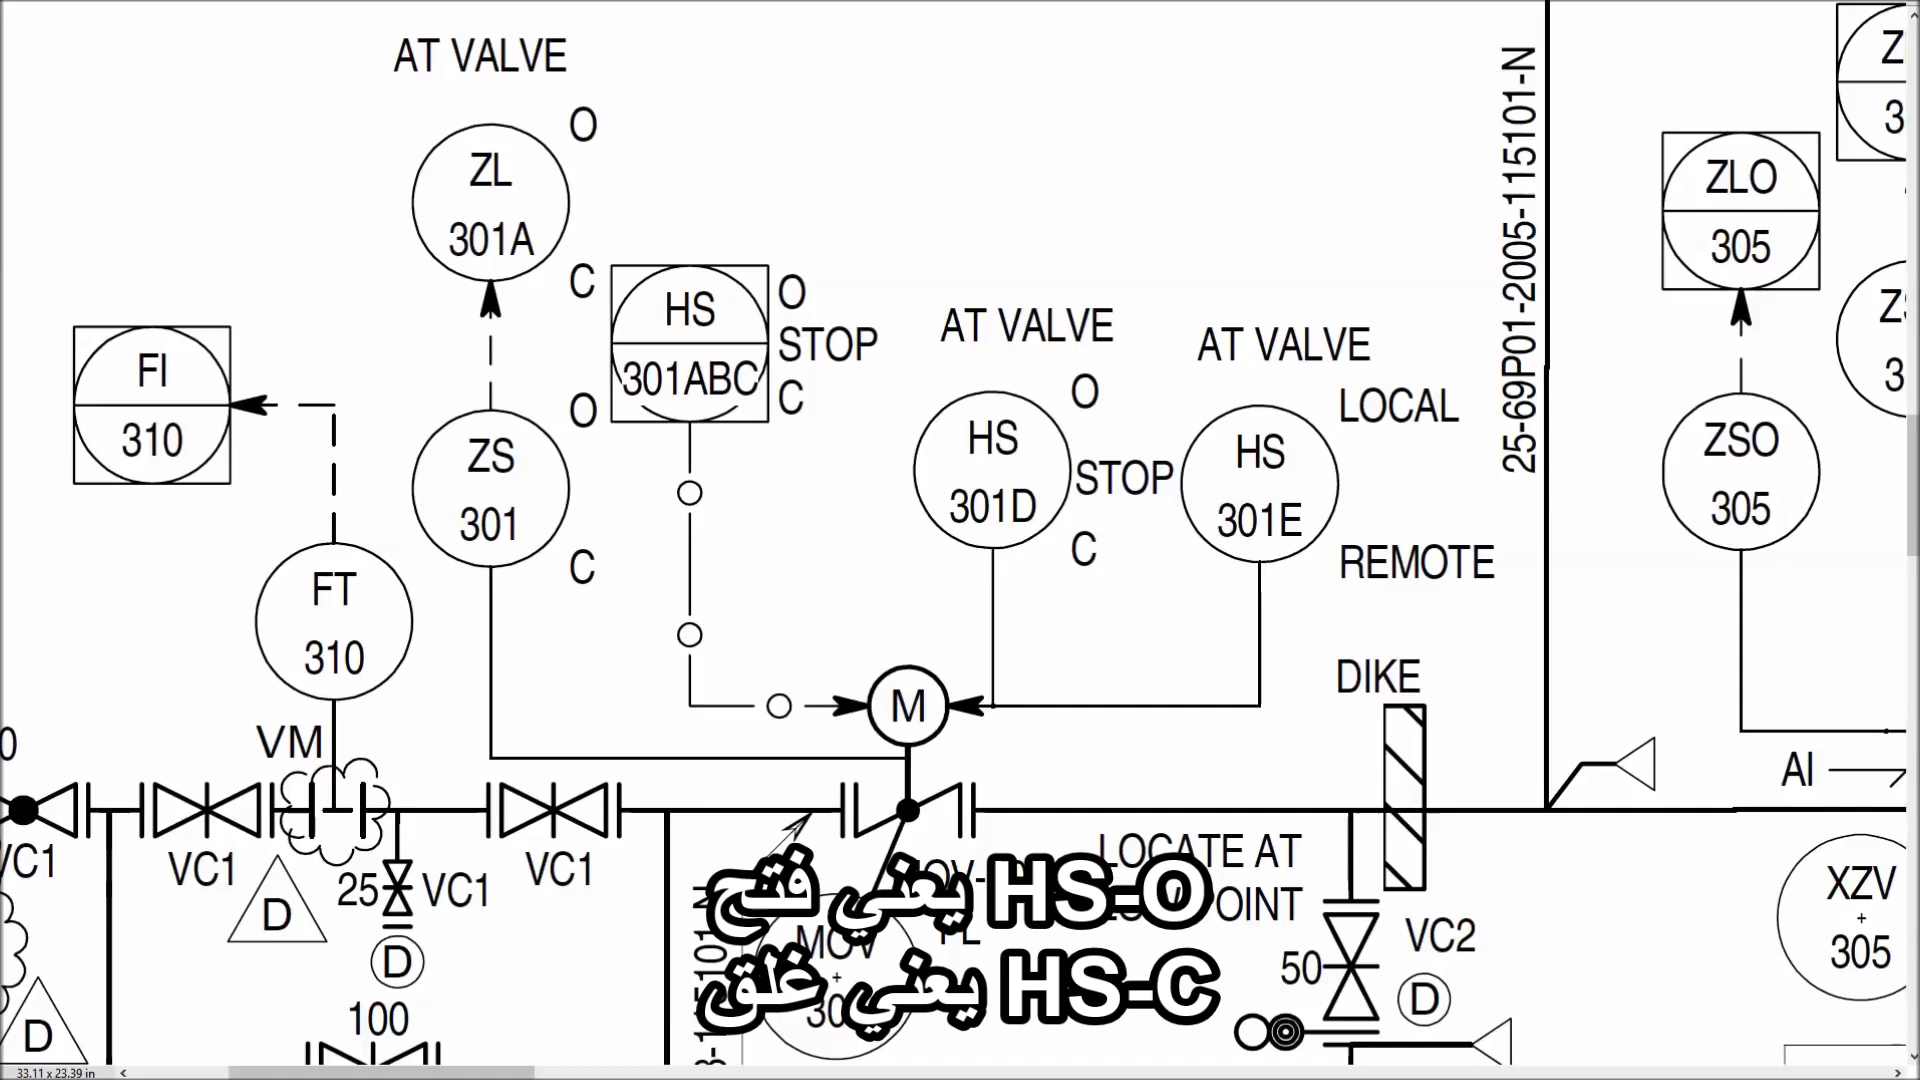 AT VALVE
O
ZL
301A
C
HS
301ABC
O
STOP
C
FI
310
ZS
301
O
C
FT
310
AT VALVE
HS
301D
O
STOP
C
AT VALVE
HS
301E
LOCAL
REMOTE
25-69P01-2005-115101-N
ZLO
305
ZSO
305
M
DIKE
VM
AI
VC1
VC1
D
25
VC1
D
VC1
LOCATE AT
HS-O يعني فتح
HS-C يعني غلق
MOV
50
VC2
D
XZV
+
305
D
100
33.11 x 23.39 in